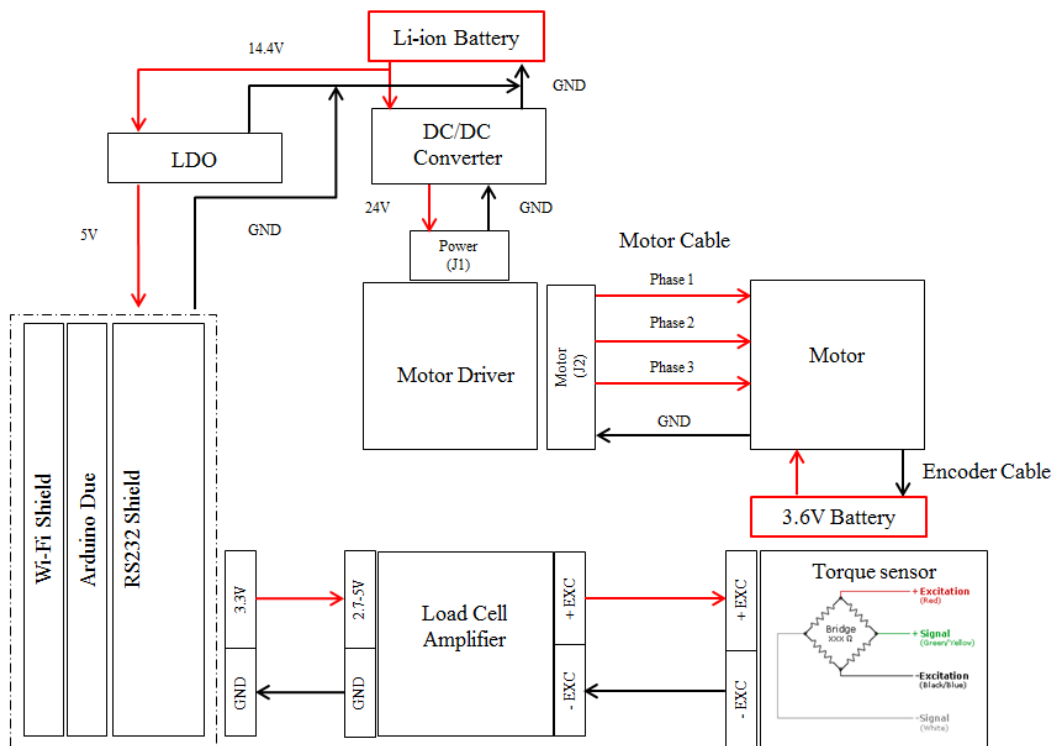 Li-ion Battery
14.4V
GND
DC/DC
Converter
LDO
24V
GND
5V
GND
Power
(J1)
Motor Cable
Phase 1
Phase 2
Phase 3
GND
Motor Driver
Motor
(J2)
Motor
Encoder Cable
3.6V Battery
Wi-Fi Shield
Arduino Due
RS232 Shield
3.3V
GND
2.7-5V
GND
Load Cell
Amplifier
+ EXC
- EXC
+ EXC
- EXC
Torque sensor
+Excitation
(Red)
Bridge
XXX Ω
+Signal
(Green/Yellow)
-Excitation
(Black/Blue)
-Signal
(White)